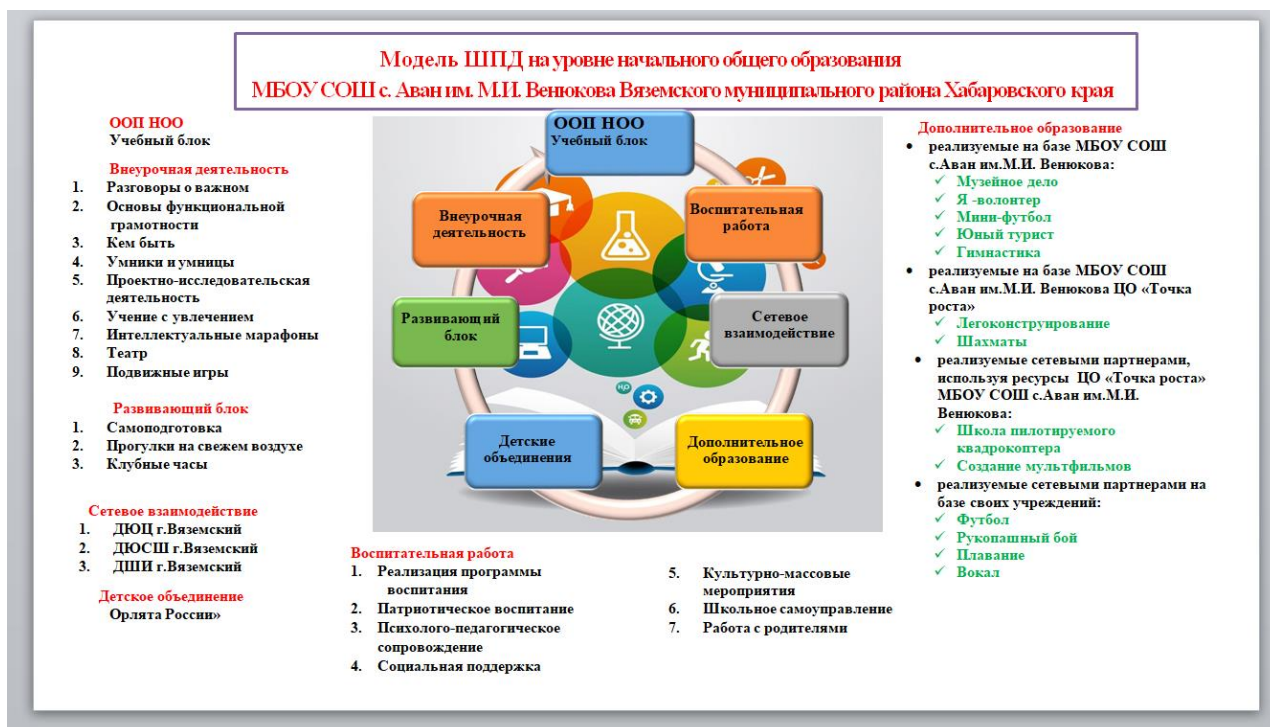 Модель ШПД на уровне начального общего образования
МБОУ СОШ с. Аван им. М.И. Венюкова Вяземского муниципального района Хабаровского края
ООП НОО
Учебный блок
Внеурочная деятельность
1. Разговоры о важном
2. Основы функциональной
грамотности
3. Кем быть
4. Умники и умницы
5. Проектно-исследовательская
деятельность
6. Учение с увлечением
7. Интеллектуальные марафоны
8. Театр
9. Подвижные игры
Развивающий блок
1. Самоподготовка
2. Прогулки на свежем воздухе
3. Клубные часы
Сетевое взаимодействие
1. ДЮЦ г.Вяземский
2. ДЮСШ г.Вяземский
3. ДШИ г.Вяземский
Детское объединение
Орлята России»
ООП НОО
Учебный блок
Внеурочная
деятельность
Воспитательная
работа
Развивающий
блок
Сетевое
взаимодействие
H₂O
Детские
объединения
Дополнительное
образование
Воспитательная работа
1. Реализация программы
воспитания
2. Патриотическое воспитание
3. Психолого-педагогическое
сопровождение
4. Социальная поддержка
5. Культурно-массовые
мероприятия
6. Школьное самоуправление
7. Работа с родителями
Дополнительное образование
• реализуемые на базе МБОУ СОШ
с.Аван им.М.И. Венюкова:
✓ Музейное дело
✓ Я -волонтер
✓ Мини-футбол
✓ Юный турист
✓ Гимнастика
• реализуемые на базе МБОУ СОШ
с.Аван им.М.И. Венюкова ЦО «Точка
роста»
✓ Легоконструирование
✓ Шахматы
• реализуемые сетевыми партнерами,
используя ресурсы ЦО «Точка роста»
МБОУ СОШ с.Аван им.М.И.
Венюкова:
✓ Школа пилотируемого
квадрокоптера
✓ Создание мультфильмов
• реализуемые сетевыми партнерами на
базе своих учреждений:
✓ Футбол
✓ Рукопашный бой
✓ Плавание
✓ Вокал